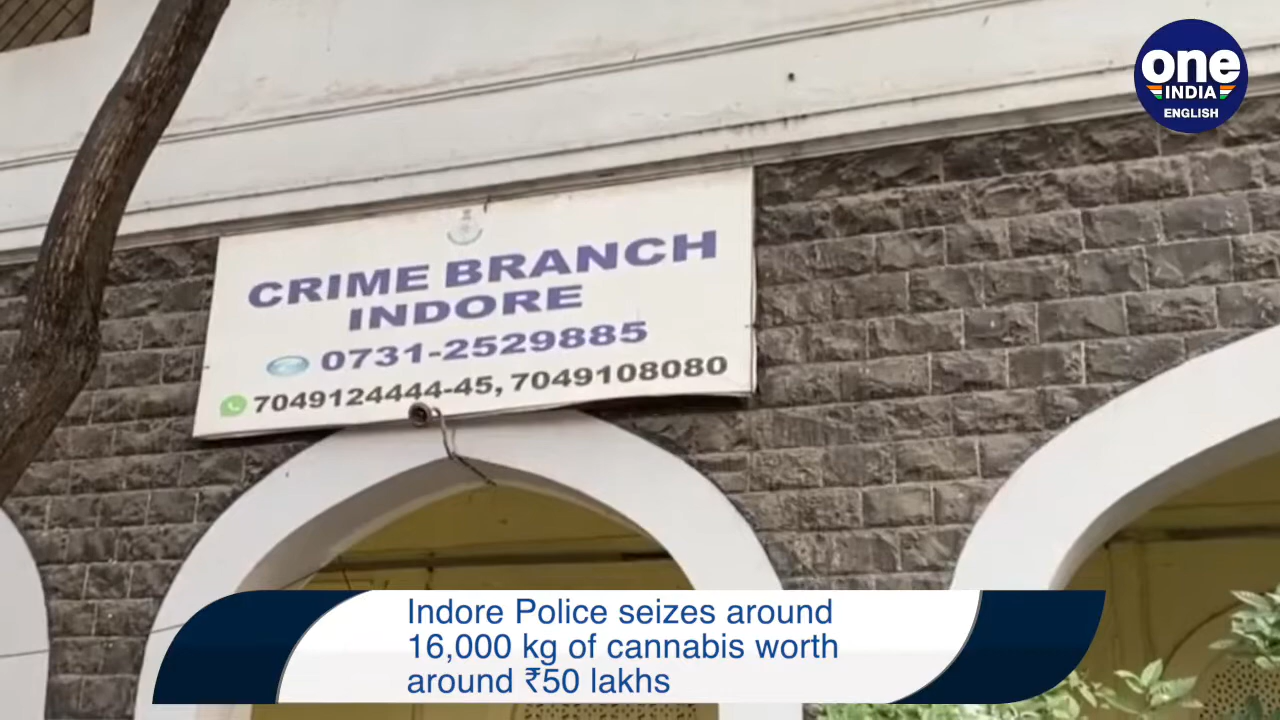 one
INDIA
ENGLISH
CRIME BRANCH
INDORE
0731-2529885
7049124444-45, 7049108080
Indore Police seizes around
16,000 kg of cannabis worth
around ₹50 lakhs